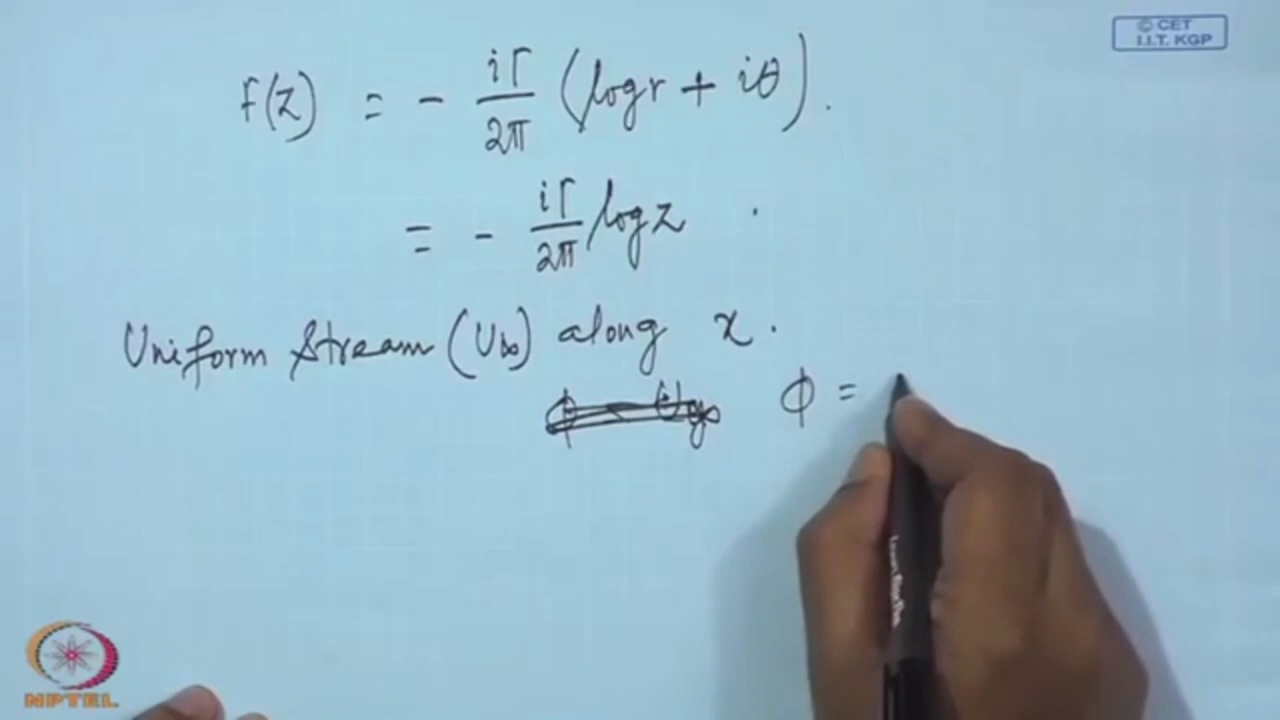 © CET
I.I.T. KGP
F(z) = - iΓ/2π (log r + iθ).
= - iΓ/2π log z .
Uniform Stream (U∞) along x.
ϕ =
NPTEL